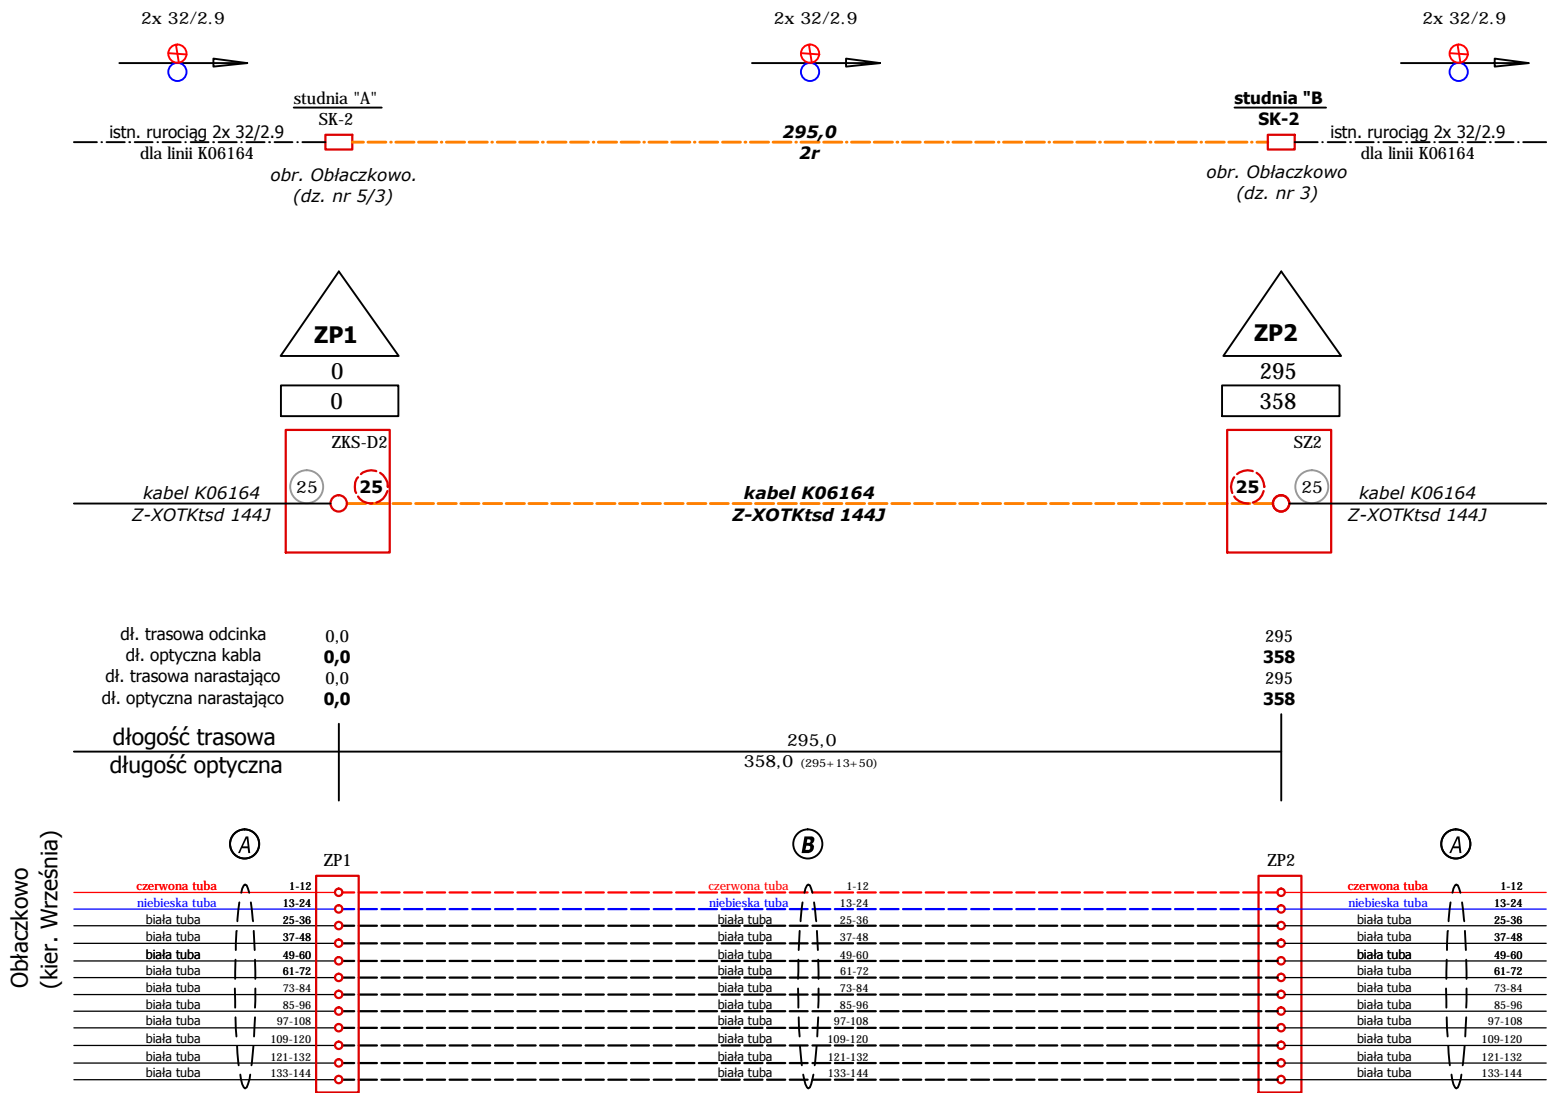 2x 32/2.9 2x 32/2.9 2x 32/2.9
studnia "A" studnia "B
SK-2 SK-2
istn. rurociąg 2x 32/2.9 295,0 istn. rurociąg 2x 32/2.9
dla linii K06164 2r dla linii K06164
obr. Obłaczkowo. obr. Obłaczkowo
(dz. nr 5/3) (dz. nr 3)
ZP1 ZP2
0 295
0 358
ZKS-D2 SZ2
25 25 25 25
kabel K06164 kabel K06164 kabel K06164
Z-XOTKtsd 144J Z-XOTKtsd 144J Z-XOTKtsd 144J
dł. trasowa odcinka 0,0 295
dł. optyczna kabla 0,0 358
dł. trasowa narastająco 0,0 295
dł. optyczna narastająco 0,0 358
dłogość trasowa 295,0
długość optyczna 358,0 (295+13+50)
A B A
ZP1 ZP2
Obłaczkowo
(kier. Września)
czerwona tuba 1-12 czerwona tuba 1-12 czerwona tuba 1-12
niebieska tuba 13-24 niebieska tuba 13-24 niebieska tuba 13-24
biała tuba 25-36 biała tuba 25-36 biała tuba 25-36
biała tuba 37-48 biała tuba 37-48 biała tuba 37-48
biała tuba 49-60 biała tuba 49-60 biała tuba 49-60
biała tuba 61-72 biała tuba 61-72 biała tuba 61-72
biała tuba 73-84 biała tuba 73-84 biała tuba 73-84
biała tuba 85-96 biała tuba 85-96 biała tuba 85-96
biała tuba 97-108 biała tuba 97-108 biała tuba 97-108
biała tuba 109-120 biała tuba 109-120 biała tuba 109-120
biała tuba 121-132 biała tuba 121-132 biała tuba 121-132
biała tuba 133-144 biała tuba 133-144 biała tuba 133-144